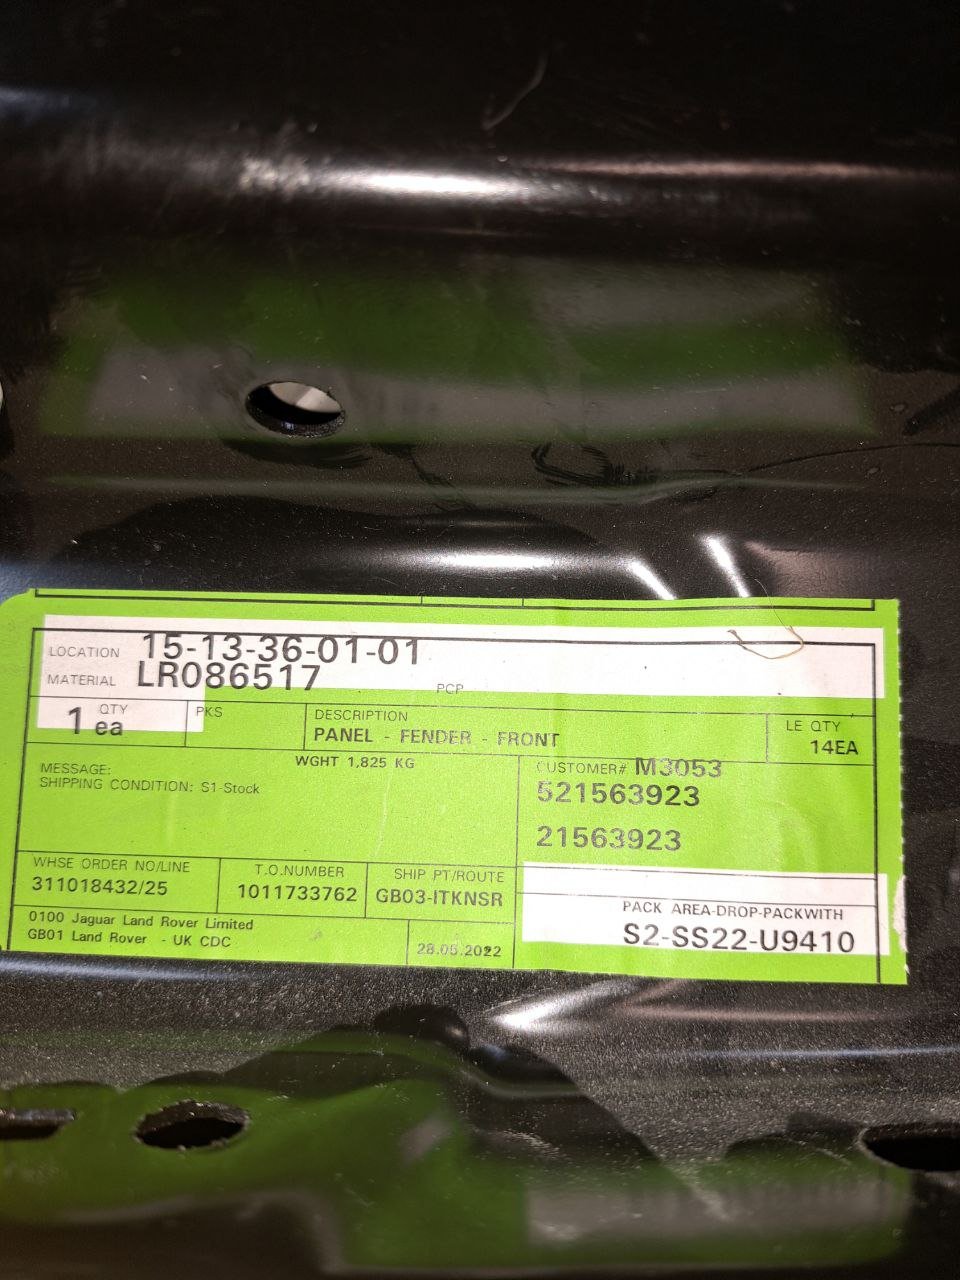 LOCATION 15-13-36-01-01
MATERIAL LR086517 PCP
QTY PKS DESCRIPTION LE QTY
1 ea PANEL - FENDER - FRONT 14EA
WGHT 1,825 KG
MESSAGE:
SHIPPING CONDITION: S1-Stock
CUSTOMER# M3053
521563923
21563923
WHSE ORDER NO/LINE T.O.NUMBER SHIP PT/ROUTE
311018432/25 1011733762 GB03-ITKNSR
PACK AREA-DROP-PACKWITH
S2-SS22-U9410
0100 Jaguar Land Rover Limited
GB01 Land Rover - UK CDC
28.05.2022